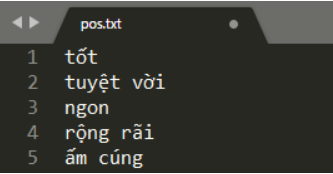 pos.txt
1 tốt
2 tuyệt vời
3 ngon
4 rộng rãi
5 ấm cúng